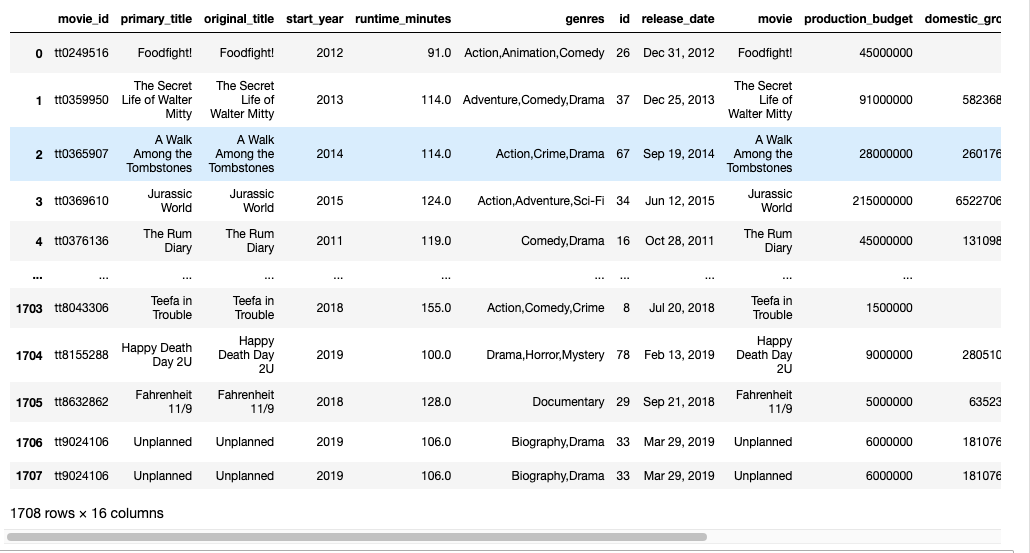 movie_id primary_title original_title start_year runtime_minutes genres id release_date movie production_budget domestic_gro
0 tt0249516 Foodfight! Foodfight! 2012 91.0 Action,Animation,Comedy 26 Dec 31, 2012 Foodfight! 45000000
The Secret The Secret The Secret
1 tt0359950 Life of Walter Life of 2013 114.0 Adventure,Comedy,Drama 37 Dec 25, 2013 Life of 91000000 582368
Mitty Walter Mitty Walter Mitty
A Walk A Walk A Walk
2 tt0365907 Among the Among the 2014 114.0 Action,Crime,Drama 67 Sep 19, 2014 Among the 28000000 260176
Tombstones Tombstones Tombstones
Jurassic Jurassic Jurassic
3 tt0369610 World World 2015 124.0 Action,Adventure,Sci-Fi 34 Jun 12, 2015 World 215000000 6522706
The Rum The Rum The Rum
4 tt0376136 Diary Diary 2011 119.0 Comedy,Drama 16 Oct 28, 2011 Diary 45000000 131098
... ... ... ... ... ... ... ... ... ... ...
Teefa in Teefa in Teefa in
1703 tt8043306 Trouble Trouble 2018 155.0 Action,Comedy,Crime 8 Jul 20, 2018 Trouble 1500000
Happy Death Happy Happy
1704 tt8155288 Day 2U Death Day 2019 100.0 Drama,Horror,Mystery 78 Feb 13, 2019 Death Day 9000000 280510
2U 2U
Fahrenheit Fahrenheit Fahrenheit
1705 tt8632862 11/9 11/9 2018 128.0 Documentary 29 Sep 21, 2018 11/9 5000000 63523
1706 tt9024106 Unplanned Unplanned 2019 106.0 Biography,Drama 33 Mar 29, 2019 Unplanned 6000000 181076
1707 tt9024106 Unplanned Unplanned 2019 106.0 Biography,Drama 33 Mar 29, 2019 Unplanned 6000000 181076
1708 rows × 16 columns